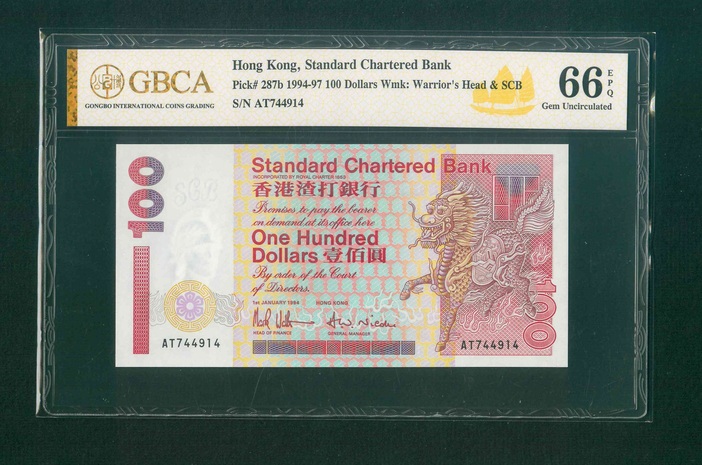 GBCA
GONGBO INTERNATIONAL COINS GRADING
Hong Kong, Standard Chartered Bank
Pick# 287b 1994-97 100 Dollars Wmk: Warrior's Head & SCB
S/N AT744914
66 EPQ
Gem Uncirculated
100
SCB
Standard Chartered Bank
INCORPORATED BY ROYAL CHARTER 1853
香港渣打銀行
Promises to pay the bearer
on demand at its office here
One Hundred
Dollars 壹佰圓
By order of the Court
of Directors.
1st JANUARY 1994 HONG KONG
HEAD OF FINANCE GENERAL MANAGER
AT744914
AT744914
100